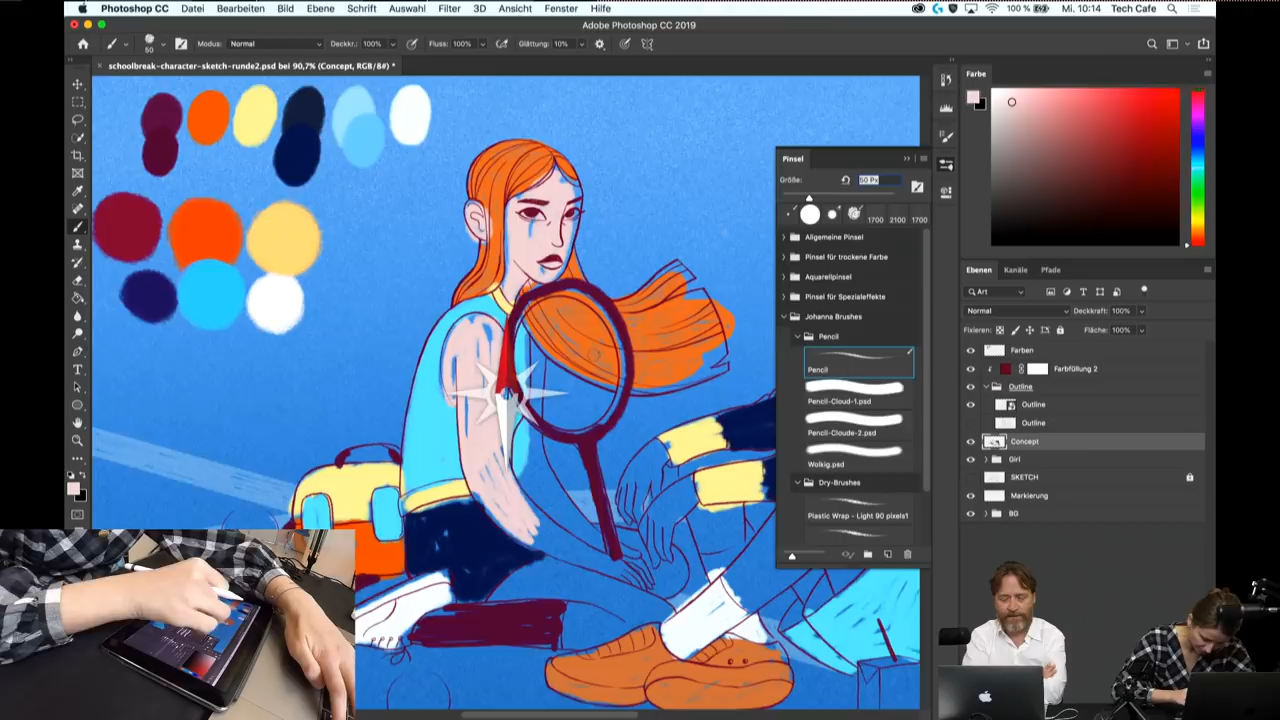 Photoshop CC Datei Bearbeiten Bild Ebene Schrift Auswahl Filter 3D Ansicht Fenster Hilfe 100 % Mi. 10:14 Tech Cafe
Adobe Photoshop CC 2019
50 Modus: Normal Deckkr.: 100% Fluss: 100% Glättung: 10%
schoolbreak-character-sketch-runde2.psd bei 90,7% (Concept, RGB/8#) *
Farbe
Pinsel
Größe: 50 Px
1700 2100 1700
Allgemeine Pinsel
Pinsel für trockene Farbe
Aquarellpinsel
Pinsel für Spezialeffekte
Johanna Brushes
Pencil
Pencil
Pencil-Cloud-1.psd
Pencil-Cloude-2.psd
Wolkig.psd
Dry-Brushes
Plastic Wrap - Light 90 pixels1
Ebenen Kanäle Pfade
Art
Normal Deckkraft: 100%
Fixieren: Fläche: 100%
Farben
Farbfüllung 2
Outline
Outline
Outline
Concept
Girl
SKETCH
Markierung
BG